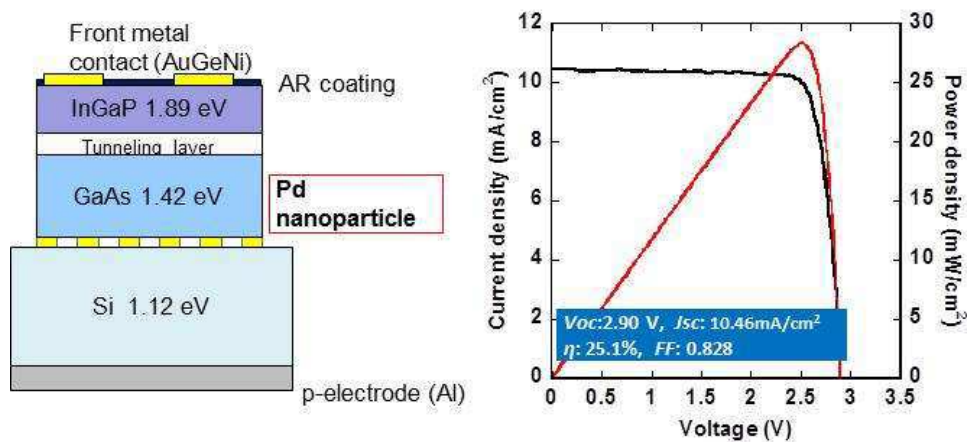 Front metal
contact (AuGeNi)
AR coating
InGaP 1.89 eV
Tunneling layer
GaAs 1.42 eV
Pd
nanoparticle
Si 1.12 eV
p-electrode (Al)
Current density (mA/cm²)
12
10
8
6
4
2
0
Voc:2.90 V, Jsc: 10.46mA/cm²
η: 25.1%, FF: 0.828
0 0.5 1 1.5 2 2.5 3 3.5
Voltage (V)
30
25
20
15
10
5
0
Power density (mW/cm²)